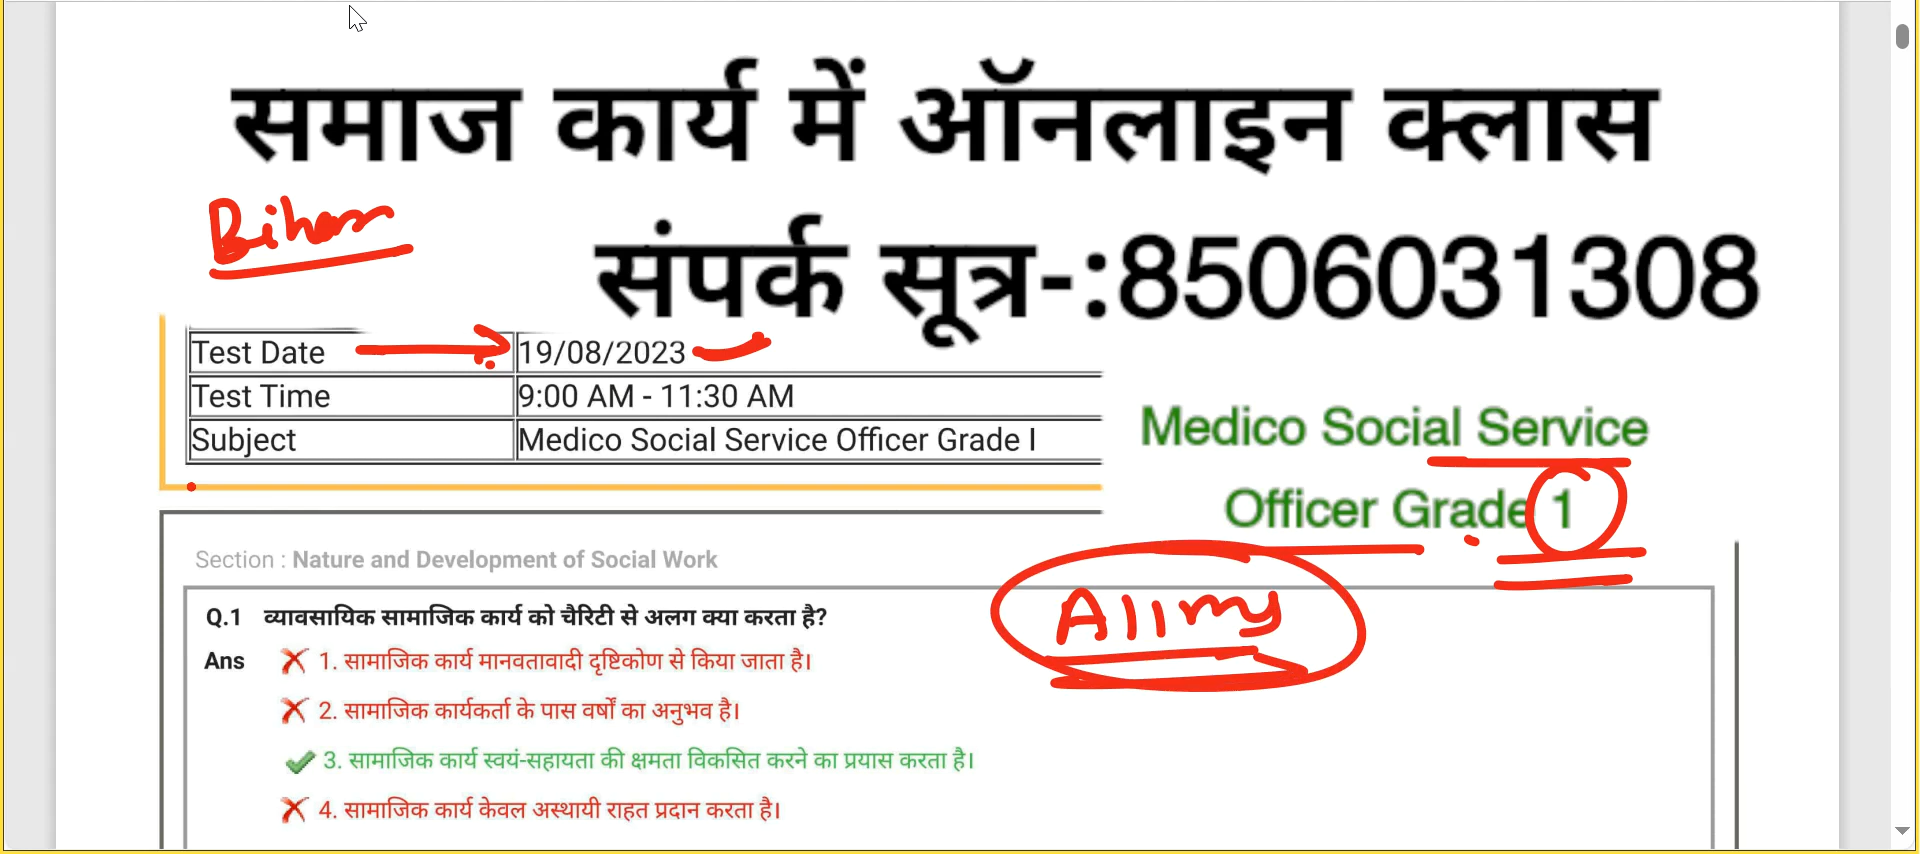 समाज कार्य में ऑनलाइन क्लास
Bihar
संपर्क सूत्र-:8506031308
Test Date 19/08/2023
Test Time 9:00 AM - 11:30 AM
Subject Medico Social Service Officer Grade I
Medico Social Service
Officer Grade 1
Section : Nature and Development of Social Work
Q.1 व्यावसायिक सामाजिक कार्य को चैरिटी से अलग क्या करता है?
Ans 1. सामाजिक कार्य मानवतावादी दृष्टिकोण से किया जाता है।
2. सामाजिक कार्यकर्ता के पास वर्षों का अनुभव है।
3. सामाजिक कार्य स्वयं-सहायता की क्षमता विकसित करने का प्रयास करता है।
4. सामाजिक कार्य केवल अस्थायी राहत प्रदान करता है।